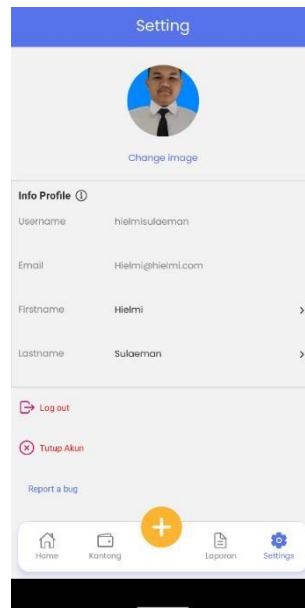 Setting
Change image
Info Profile
Username hielmisulaeman
Email Hielmi@hielmi.com
Firstname Hielmi
Lastname Sulaeman
Log out
Tutup Akun
Report a bug
Home Kantong Laporan Settings